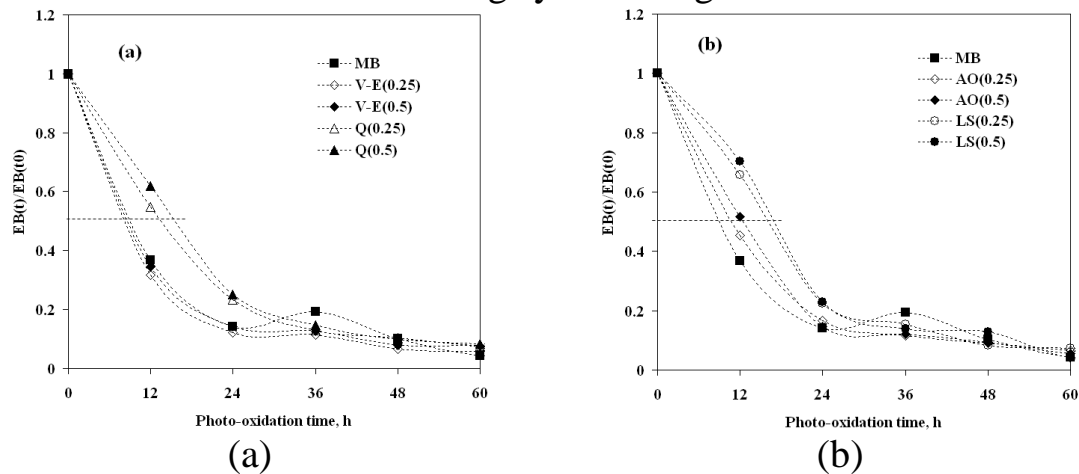 1.2
1
0.8
0.6
0.4
0.2
0
EB(t)/EB(t0)
(a)
MB
V-E(0.25)
V-E(0.5)
Q(0.25)
Q(0.5)
0 12 24 36 48 60
Photo-oxidation time, h
(a)
1.2
1
0.8
0.6
0.4
0.2
0
EB(t)/EB(t0)
(b)
MB
AO(0.25)
AO(0.5)
LS(0.25)
LS(0.5)
0 12 24 36 48 60
Photo-oxidation time, h
(b)